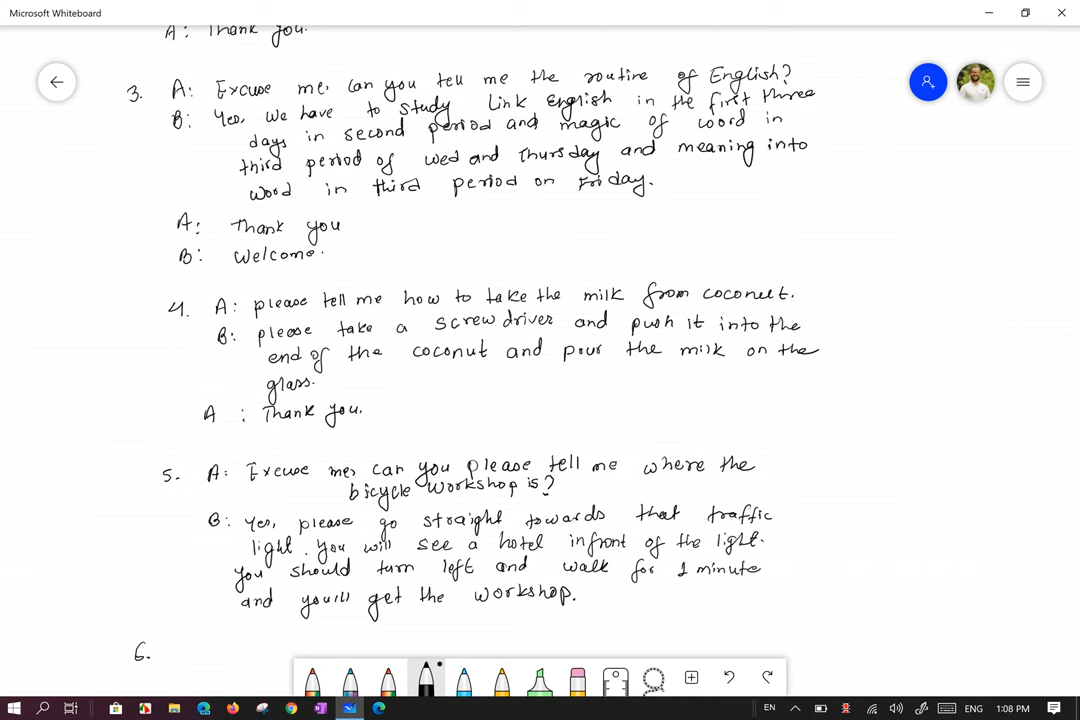 Microsoft Whiteboard
A: Thank you.
3. A: Excuse me, can you tell me the routine of English?
B: Yes, we have to study Link English in the first three
days in second period and magic of word in
third period of Wed and Thursday and meaning into
word in third period on Friday.
A: Thank you
B: Welcome.
4. A: please tell me how to take the milk from coconut.
B: please take a screw driver and push it into the
end of the coconut and pour the milk on the
glass.
A : Thank you.
5. A: Excuse me, can you please tell me where the
bicycle workshop is?
B: Yes, please go straight towards that traffic
light. You will see a hotel infront of the light.
You should turn left and walk for 1 minute
and you'll get the workshop.
6.
EN
ENG
1:08 PM